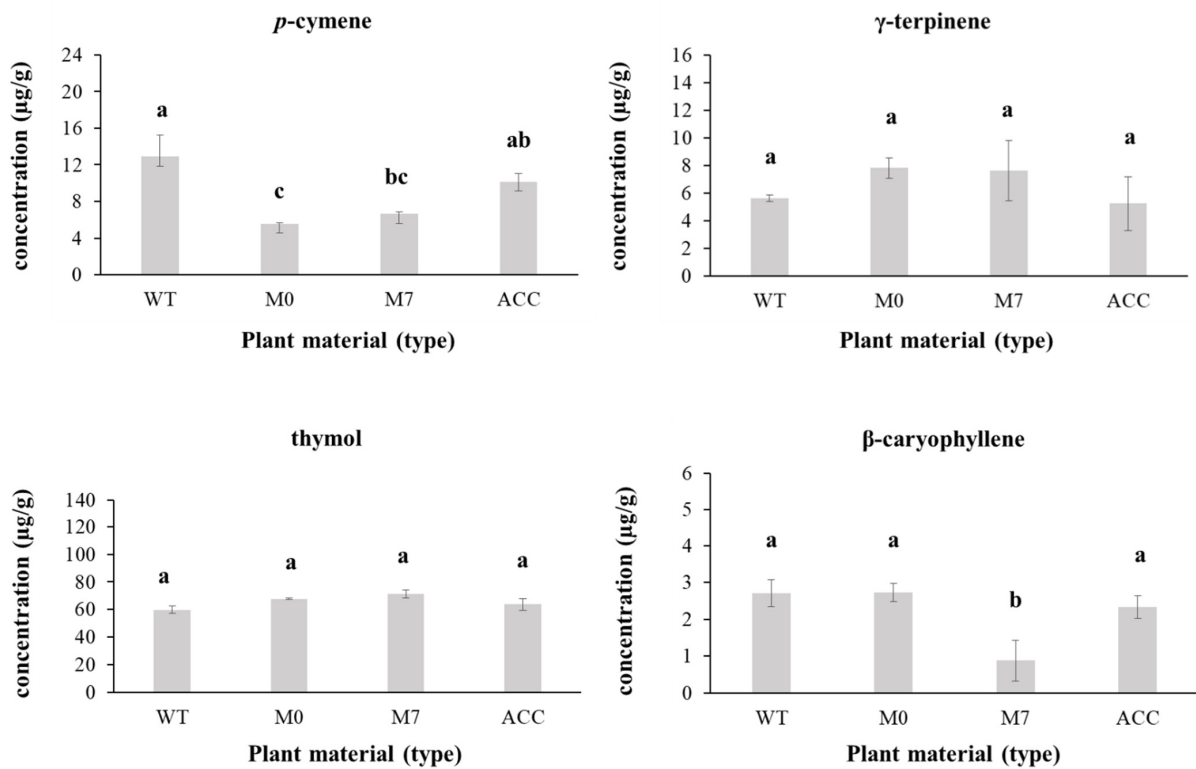 p-cymene
concentration (µg/g)
24
20
16
12
8
4
0
a
c
bc
ab
WT M0 M7 ACC
Plant material (type)
γ-terpinene
concentration (µg/g)
16
14
12
10
8
6
4
2
0
a
a
a
a
WT M0 M7 ACC
Plant material (type)
thymol
concentration (µg/g)
140
120
100
80
60
40
20
0
a
a
a
a
WT M0 M7 ACC
Plant material (type)
β-caryophyllene
concentration (µg/g)
6
5
4
3
2
1
0
a
a
b
a
WT M0 M7 ACC
Plant material (type)